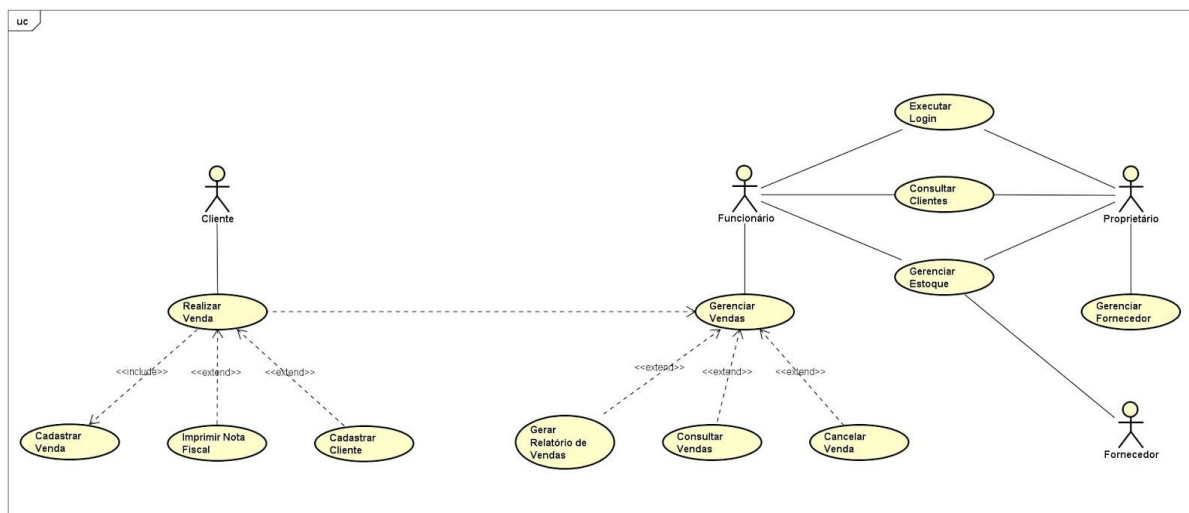 uc
Executar
Login
Cliente
Funcionário
Consultar
Clientes
Proprietário
Realizar
Venda
Gerenciar
Vendas
Gerenciar
Estoque
Gerenciar
Fornecedor
<<include>>
<<extend>>
<<extend>>
<<extend>>
<<extend>>
<<extend>>
Cadastrar
Venda
Imprimir Nota
Fiscal
Cadastrar
Cliente
Gerar
Relatório de
Vendas
Consultar
Vendas
Cancelar
Venda
Fornecedor